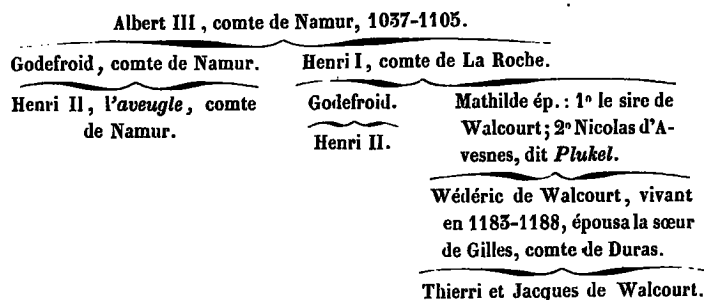 Albert III, comte de Namur, 1037-1105.
Godefroid, comte de Namur.
Henri I, comte de La Roche.
Henri II, l'aveugle, comte
de Namur.
Godefroid.
Henri II.
Mathilde ép. : 1º le sire de
Walcourt; 2º Nicolas d'A-
vesnes, dit Plukel.
Wédéric de Walcourt, vivant
en 1183-1188, épousa la sœur
de Gilles, comte de Duras.
Thierri et Jacques de Walcourt.